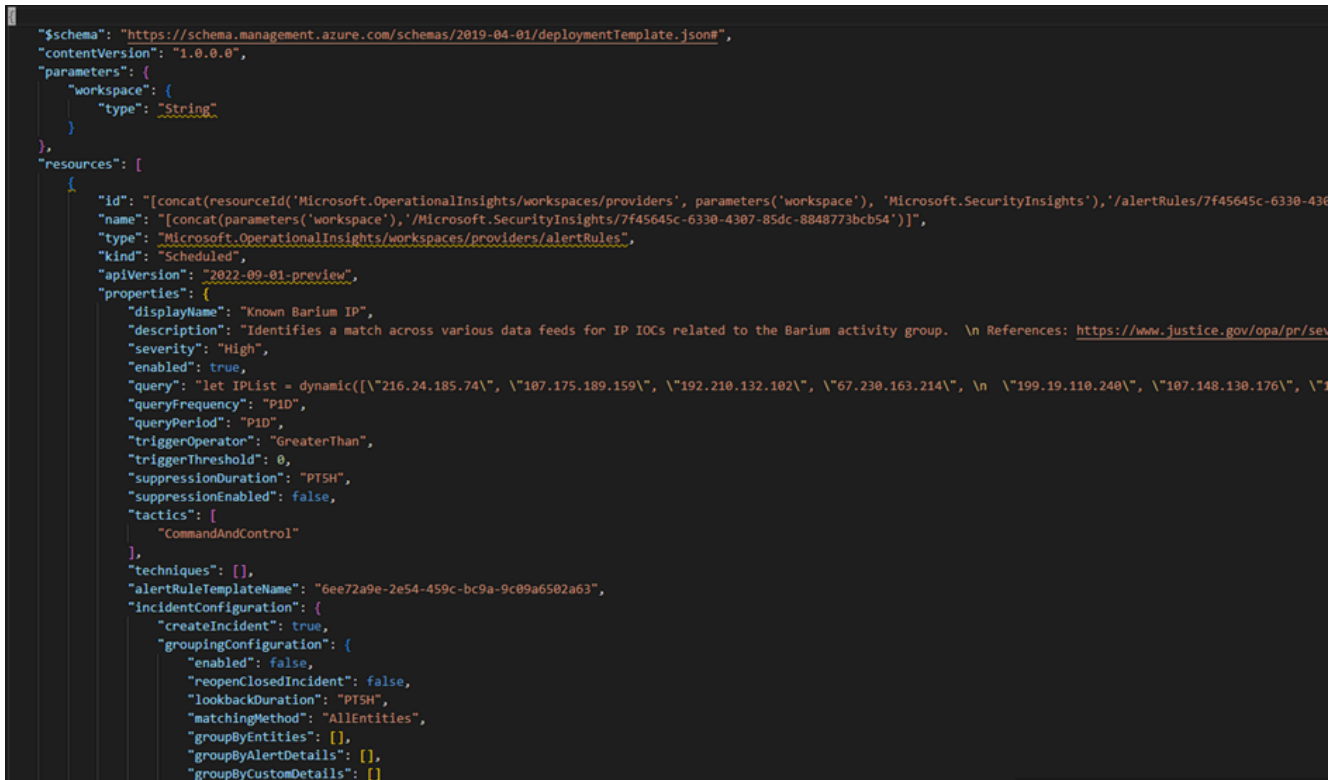 {
"$schema": "https://schema.management.azure.com/schemas/2019-04-01/deploymentTemplate.json#",
"contentVersion": "1.0.0.0",
"parameters": {
"workspace": {
"type": "String"
}
},
"resources": [
{
"id": "[concat(resourceId('Microsoft.OperationalInsights/workspaces/providers', parameters('workspace'), 'Microsoft.SecurityInsights'),'/alertRules/7f45645c-6330-430
"name": "[concat(parameters('workspace'),'/Microsoft.SecurityInsights/7f45645c-6330-4307-85dc-8848773bcb54')]",
"type": "Microsoft.OperationalInsights/workspaces/providers/alertRules",
"kind": "Scheduled",
"apiVersion": "2022-09-01-preview",
"properties": {
"displayName": "Known Barium IP",
"description": "Identifies a match across various data feeds for IP IOCs related to the Barium activity group.  \n References: https://www.justice.gov/opa/pr/sev
"severity": "High",
"enabled": true,
"query": "let IPList = dynamic([\"216.24.185.74\", \"107.175.189.159\", \"192.210.132.102\", \"67.230.163.214\", \n  \"199.19.110.240\", \"107.148.130.176\", \"1
"queryFrequency": "P1D",
"queryPeriod": "P1D",
"triggerOperator": "GreaterThan",
"triggerThreshold": 0,
"suppressionDuration": "PT5H",
"suppressionEnabled": false,
"tactics": [
"CommandAndControl"
],
"techniques": [],
"alertRuleTemplateName": "6ee72a9e-2e54-459c-bc9a-9c09a6502a63",
"incidentConfiguration": {
"createIncident": true,
"groupingConfiguration": {
"enabled": false,
"reopenClosedIncident": false,
"lookbackDuration": "PT5H",
"matchingMethod": "AllEntities",
"groupByEntities": [],
"groupByAlertDetails": [],
"groupByCustomDetails": []